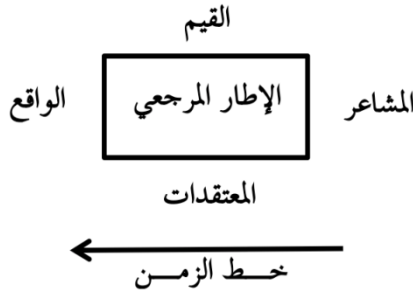 القيم
المشاعر
الإطار المرجعي
الواقع
المعتقدات
خـــط الزمـــن